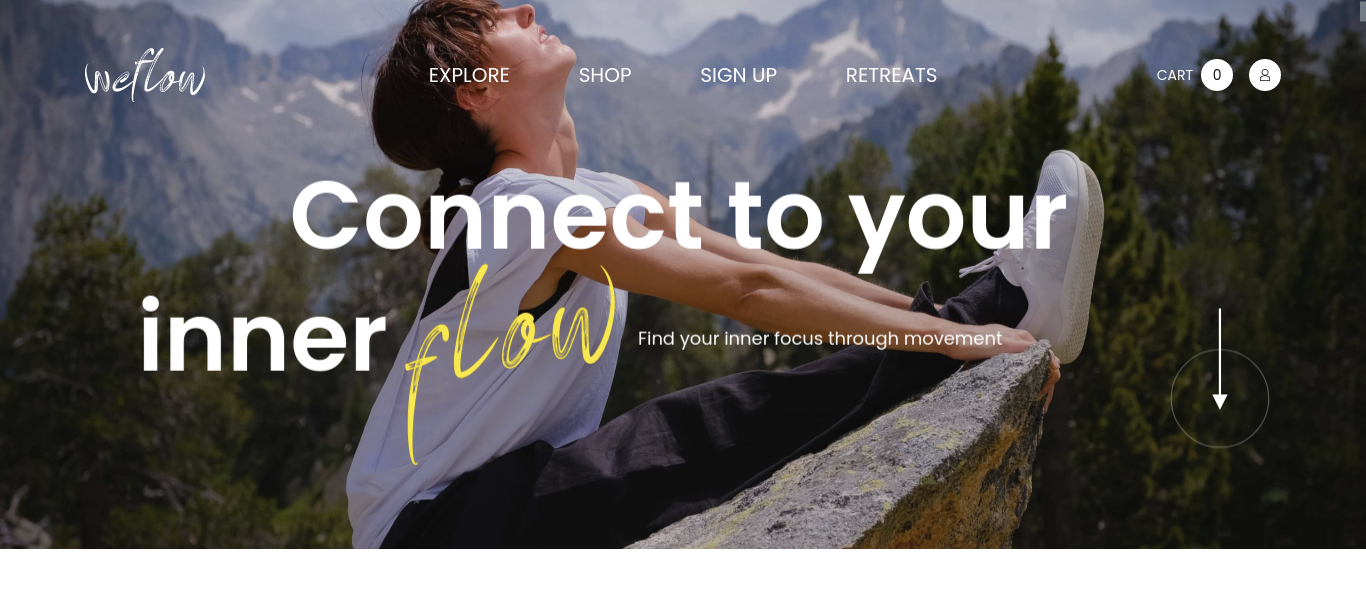 weflow
EXPLORE
SHOP
SIGN UP
RETREATS
CART 0
Connect to your
inner flow
Find your inner focus through movement